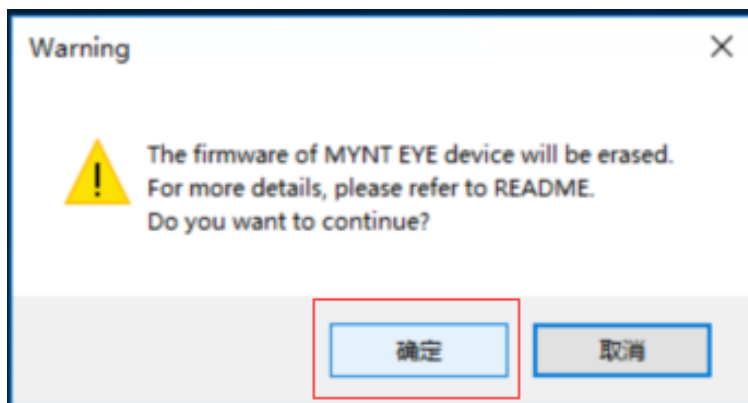 Warning
The firmware of MYNT EYE device will be erased.
For more details, please refer to README.
Do you want to continue?
确定
取消